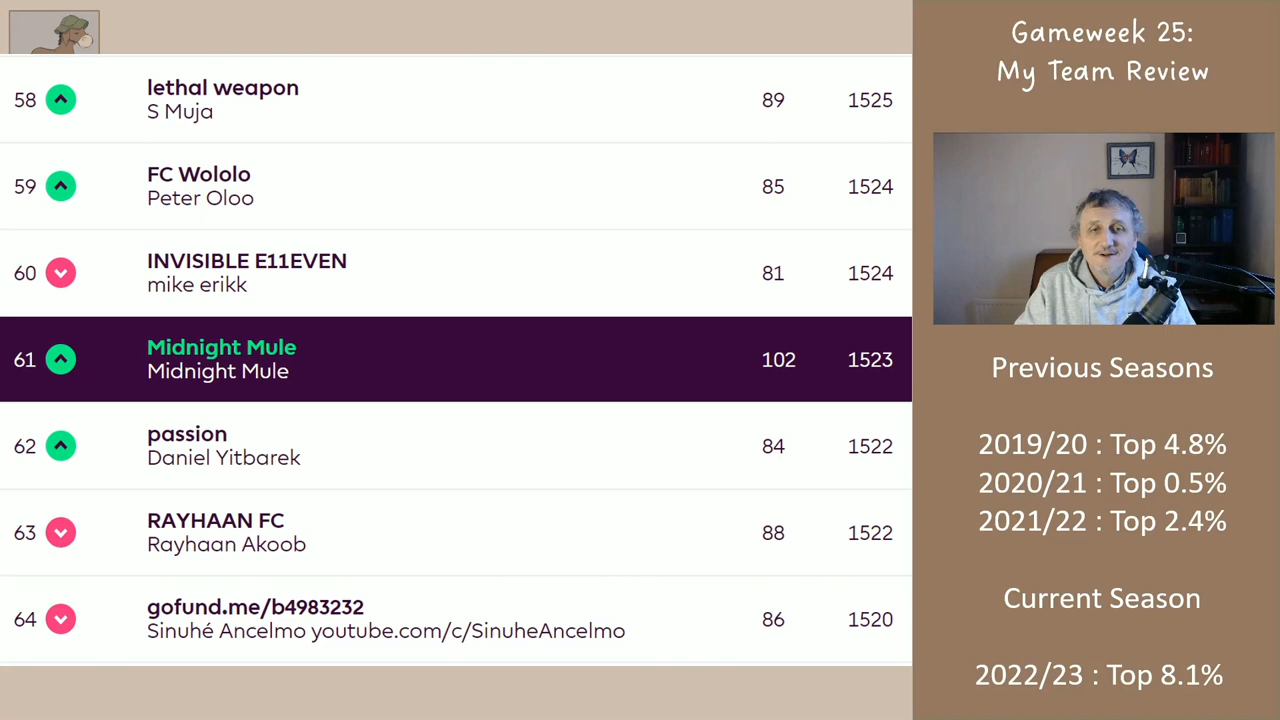 58 lethal weapon 89 1525
S Muja
59 FC Wololo 85 1524
Peter Oloo
60 INVISIBLE E11EVEN 81 1524
mike erikk
61 Midnight Mule 102 1523
Midnight Mule
62 passion 84 1522
Daniel Yitbarek
63 RAYHAAN FC 88 1522
Rayhaan Akoob
64 gofund.me/b4983232 86 1520
Sinuhé Ancelmo youtube.com/c/SinuheAncelmo
Gameweek 25:
My Team Review
Previous Seasons
2019/20 : Top 4.8%
2020/21 : Top 0.5%
2021/22 : Top 2.4%
Current Season
2022/23 : Top 8.1%